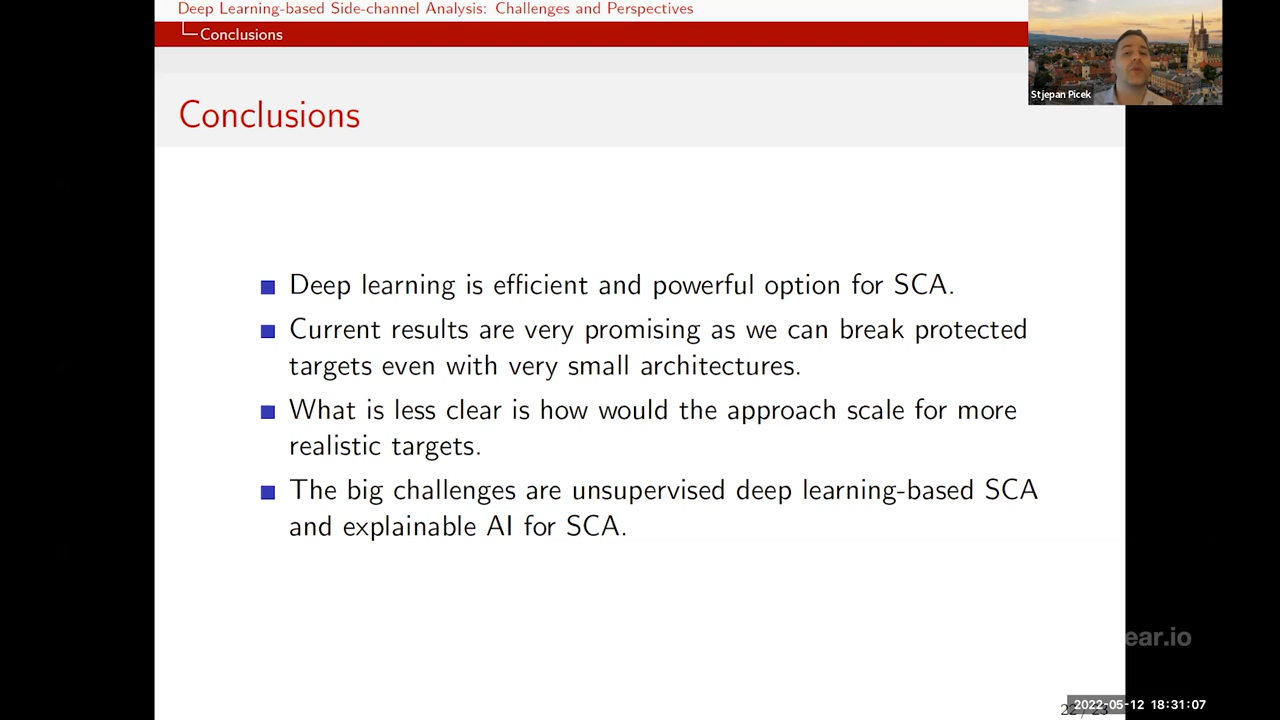 Deep Learning-based Side-channel Analysis: Challenges and Perspectives
Conclusions
Stjepan Picek
Conclusions
Deep learning is efficient and powerful option for SCA.
Current results are very promising as we can break protected
targets even with very small architectures.
What is less clear is how would the approach scale for more
realistic targets.
The big challenges are unsupervised deep learning-based SCA
and explainable AI for SCA.
ear.io
2022-05-12 18:31:07